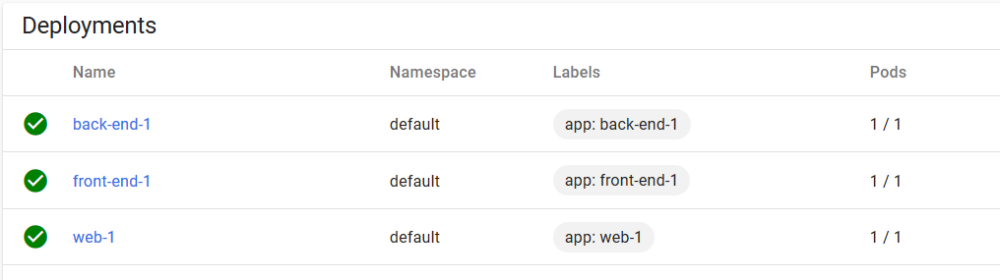 Deployments
Name Namespace Labels Pods
back-end-1 default app: back-end-1 1 / 1
front-end-1 default app: front-end-1 1 / 1
web-1 default app: web-1 1 / 1